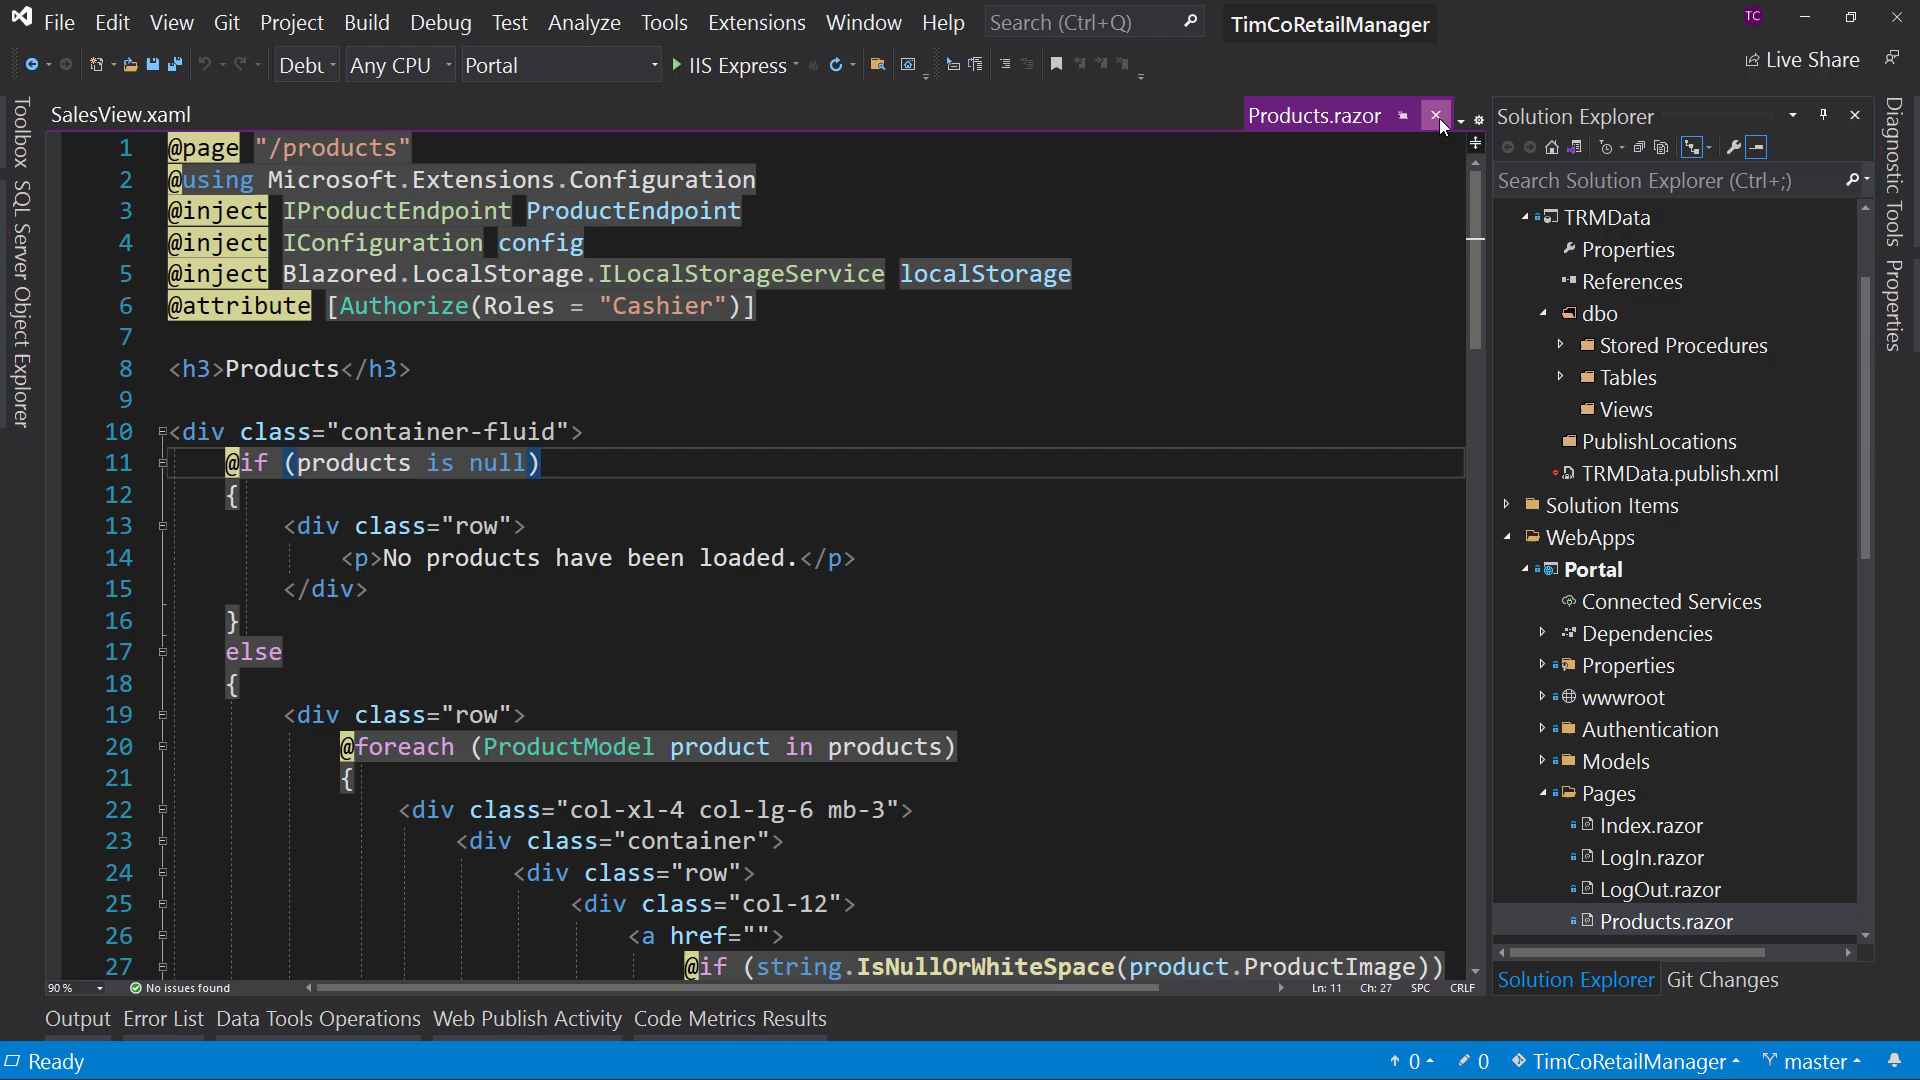 File Edit View Git Project Build Debug Test Analyze Tools Extensions Window Help Search (Ctrl+Q) TimCoRetailManager TC
Debu Any CPU Portal IIS Express Live Share
SalesView.xaml Products.razor
1 @page "/products"
2 @using Microsoft.Extensions.Configuration
3 @inject IProductEndpoint ProductEndpoint
4 @inject IConfiguration config
5 @inject Blazored.LocalStorage.ILocalStorageService localStorage
6 @attribute [Authorize(Roles = "Cashier")]
7
8 <h3>Products</h3>
9
10 <div class="container-fluid">
11 @if (products is null)
12 {
13 <div class="row">
14 <p>No products have been loaded.</p>
15 </div>
16 }
17 else
18 {
19 <div class="row">
20 @foreach (ProductModel product in products)
21 {
22 <div class="col-xl-4 col-lg-6 mb-3">
23 <div class="container">
24 <div class="row">
25 <div class="col-12">
26 <a href="">
27 @if (string.IsNullOrWhiteSpace(product.ProductImage))
90 % No issues found Ln: 11 Ch: 27 SPC CRLF
Toolbox
SQL Server Object Explorer
Solution Explorer
Search Solution Explorer (Ctrl+;)
TRMData
Properties
References
dbo
Stored Procedures
Tables
Views
PublishLocations
TRMData.publish.xml
Solution Items
WebApps
Portal
Connected Services
Dependencies
Properties
wwwroot
Authentication
Models
Pages
Index.razor
LogIn.razor
LogOut.razor
Products.razor
Solution Explorer Git Changes
Diagnostic Tools
Properties
Output Error List Data Tools Operations Web Publish Activity Code Metrics Results
Ready 0 0 TimCoRetailManager master